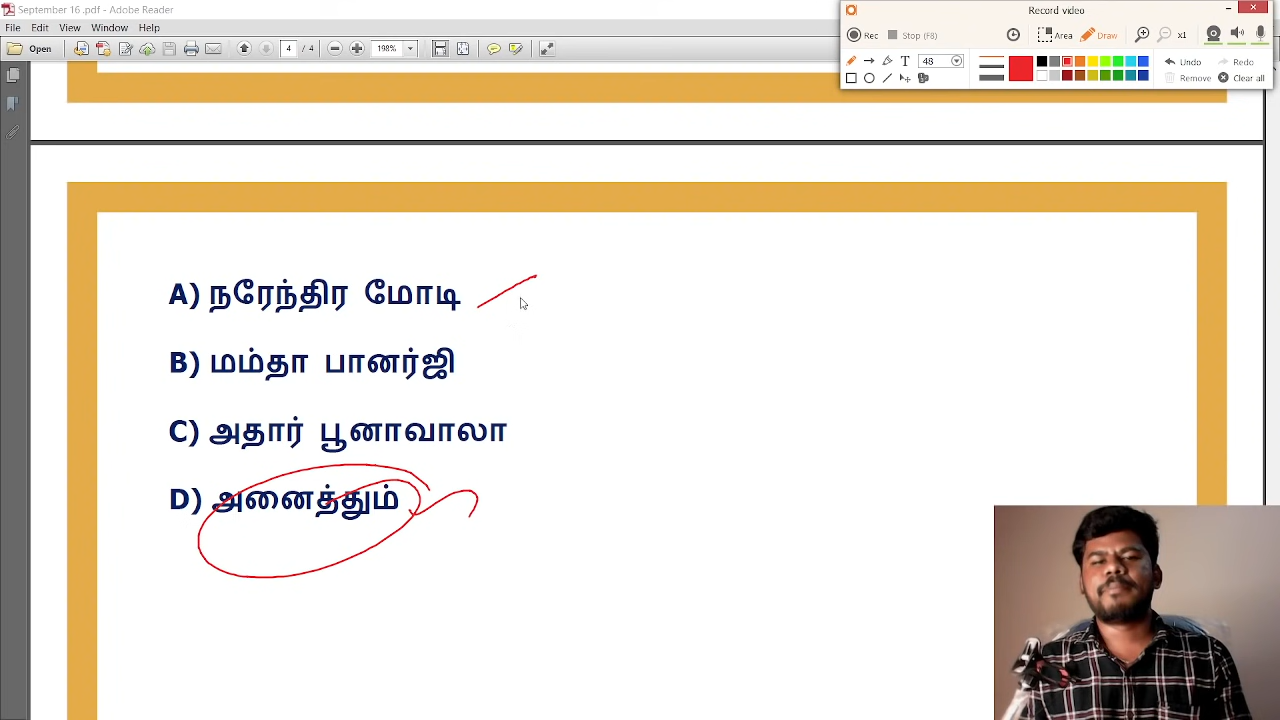 September 16 .pdf - Adobe Reader
File Edit View Window Help
Open 4 / 4 198%
Record video
Rec Stop (F8) Area Draw x1
T 48 Undo Redo
Remove Clear all
A) நரேந்திர மோடி
B) மம்தா பானர்ஜி
C) அதார் பூனாவாலா
D) அனைத்தும்